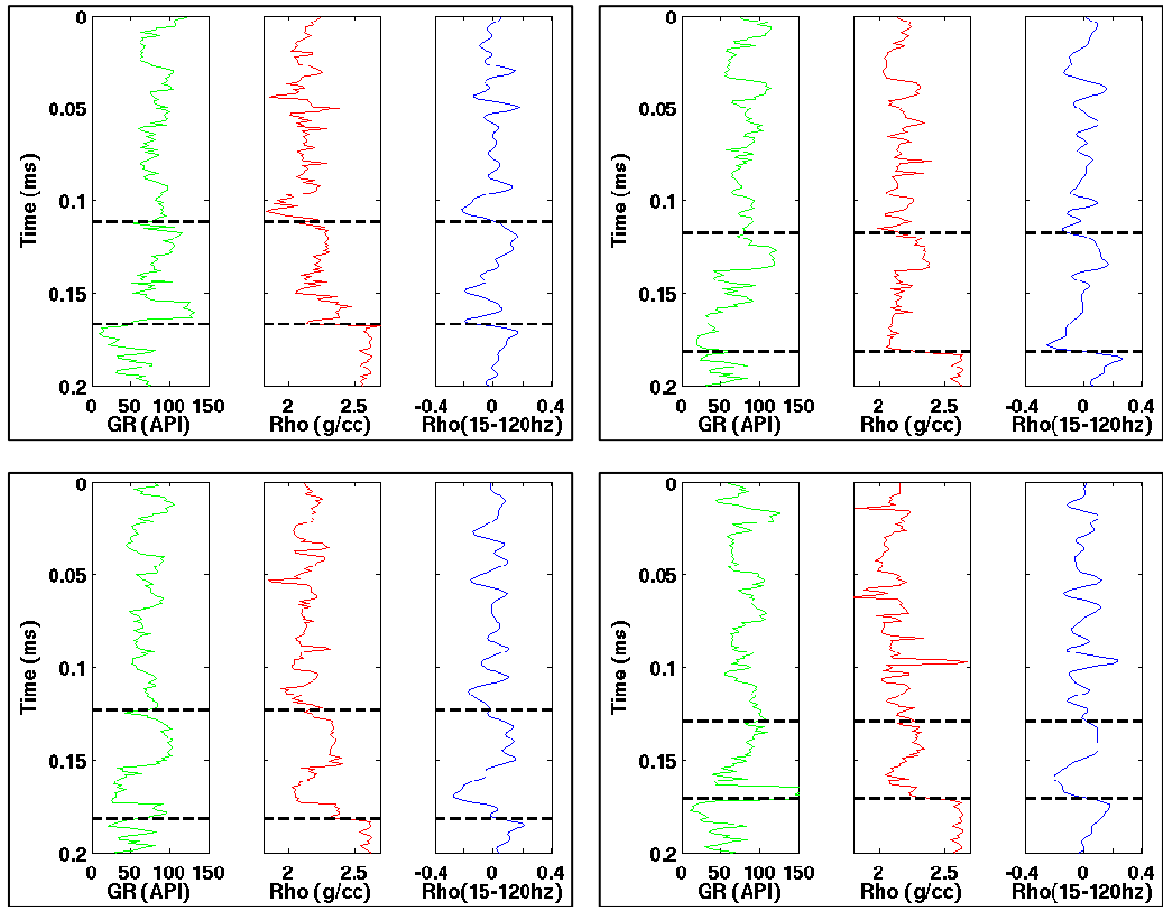 0
0.05
0.1
0.15
0.2
Time (ms)
0 50 100 150
GR (API)
2 2.5
Rho (g/cc)
-0.4 0 0.4
Rho(15-120hz)
0
0.05
0.1
0.15
0.2
Time (ms)
0 50 100 150
GR (API)
2 2.5
Rho (g/cc)
-0.4 0 0.4
Rho(15-120hz)
0
0.05
0.1
0.15
0.2
Time (ms)
0 50 100 150
GR (API)
2 2.5
Rho (g/cc)
-0.4 0 0.4
Rho(15-120hz)
0
0.05
0.1
0.15
0.2
Time (ms)
0 50 100 150
GR (API)
2 2.5
Rho (g/cc)
-0.4 0 0.4
Rho(15-120hz)